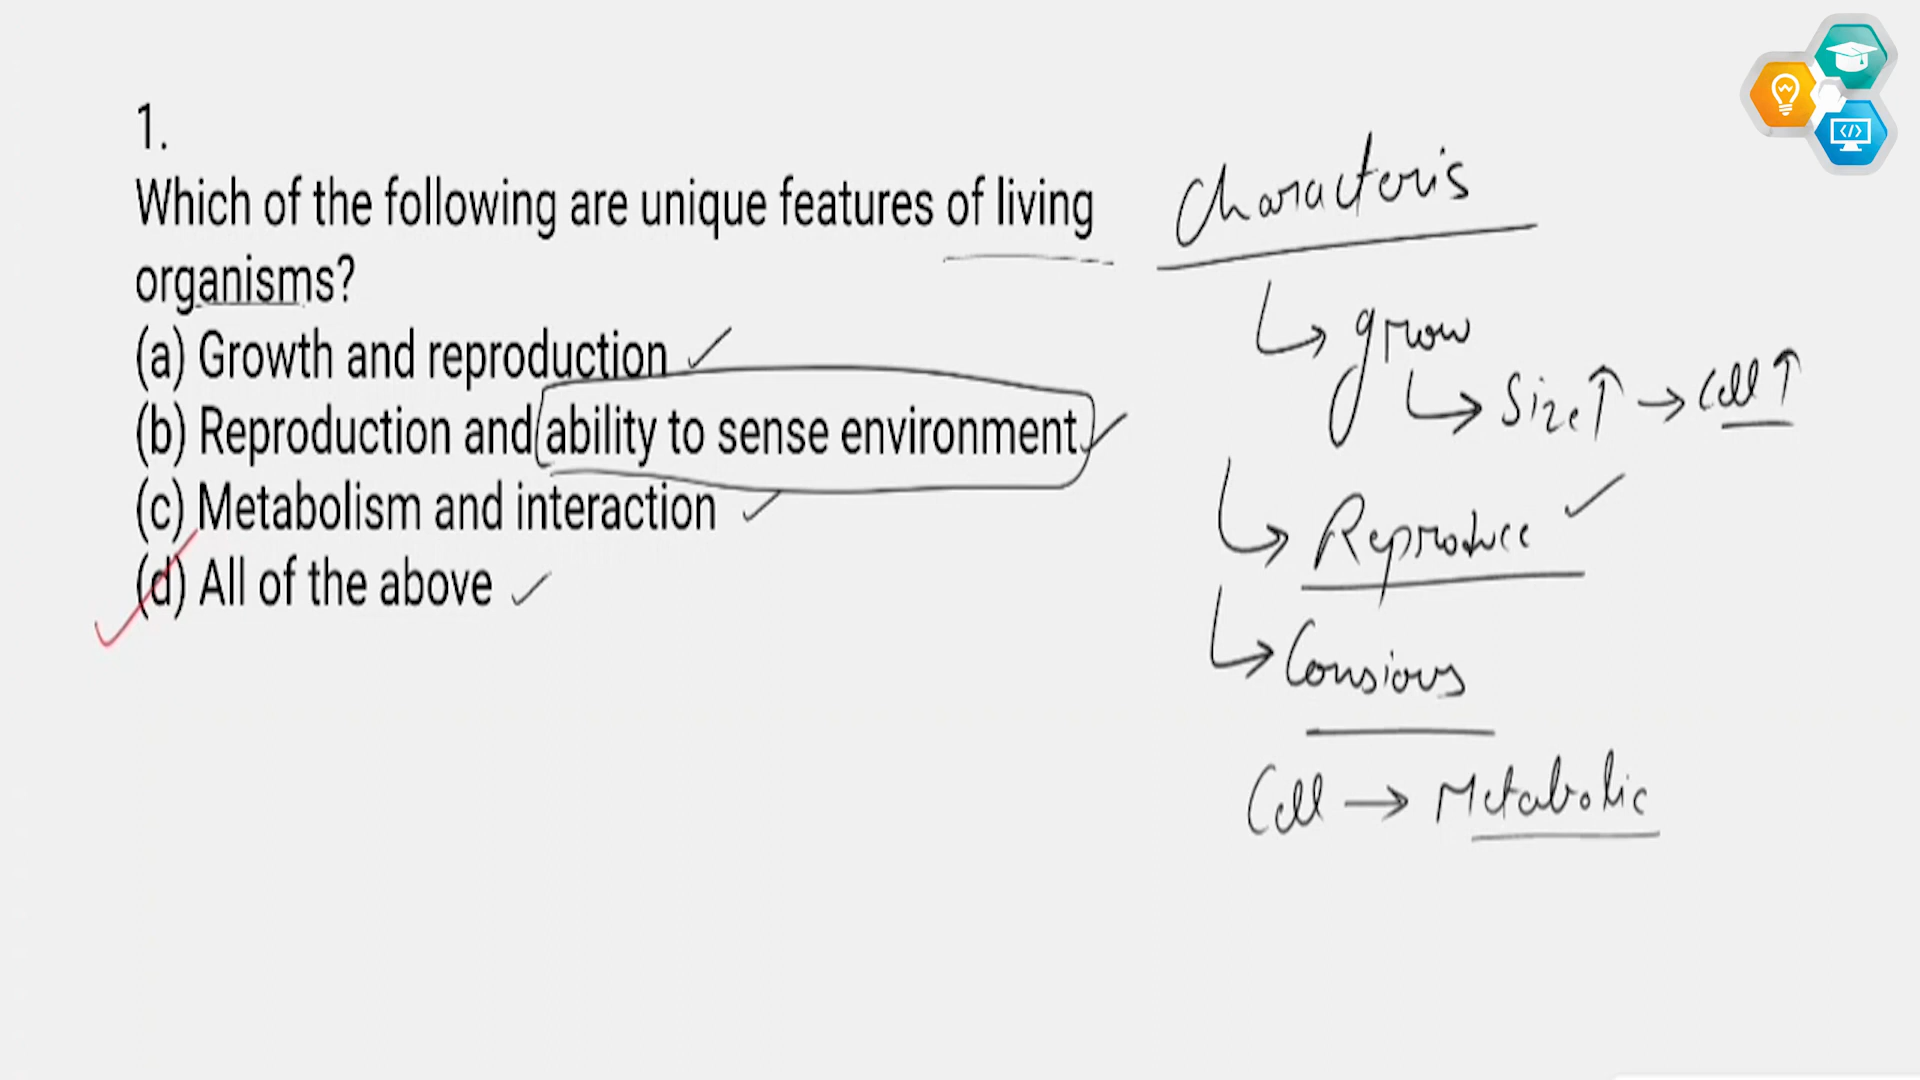 1.
Which of the following are unique features of living
organisms?
(a) Growth and reproduction
(b) Reproduction and ability to sense environment
(c) Metabolism and interaction
(d) All of the above
Characteris
↳ grow
↳ Size↑ → Cell↑
↳ Reproduce ✓
↳ Consious
Cell → Metabolic